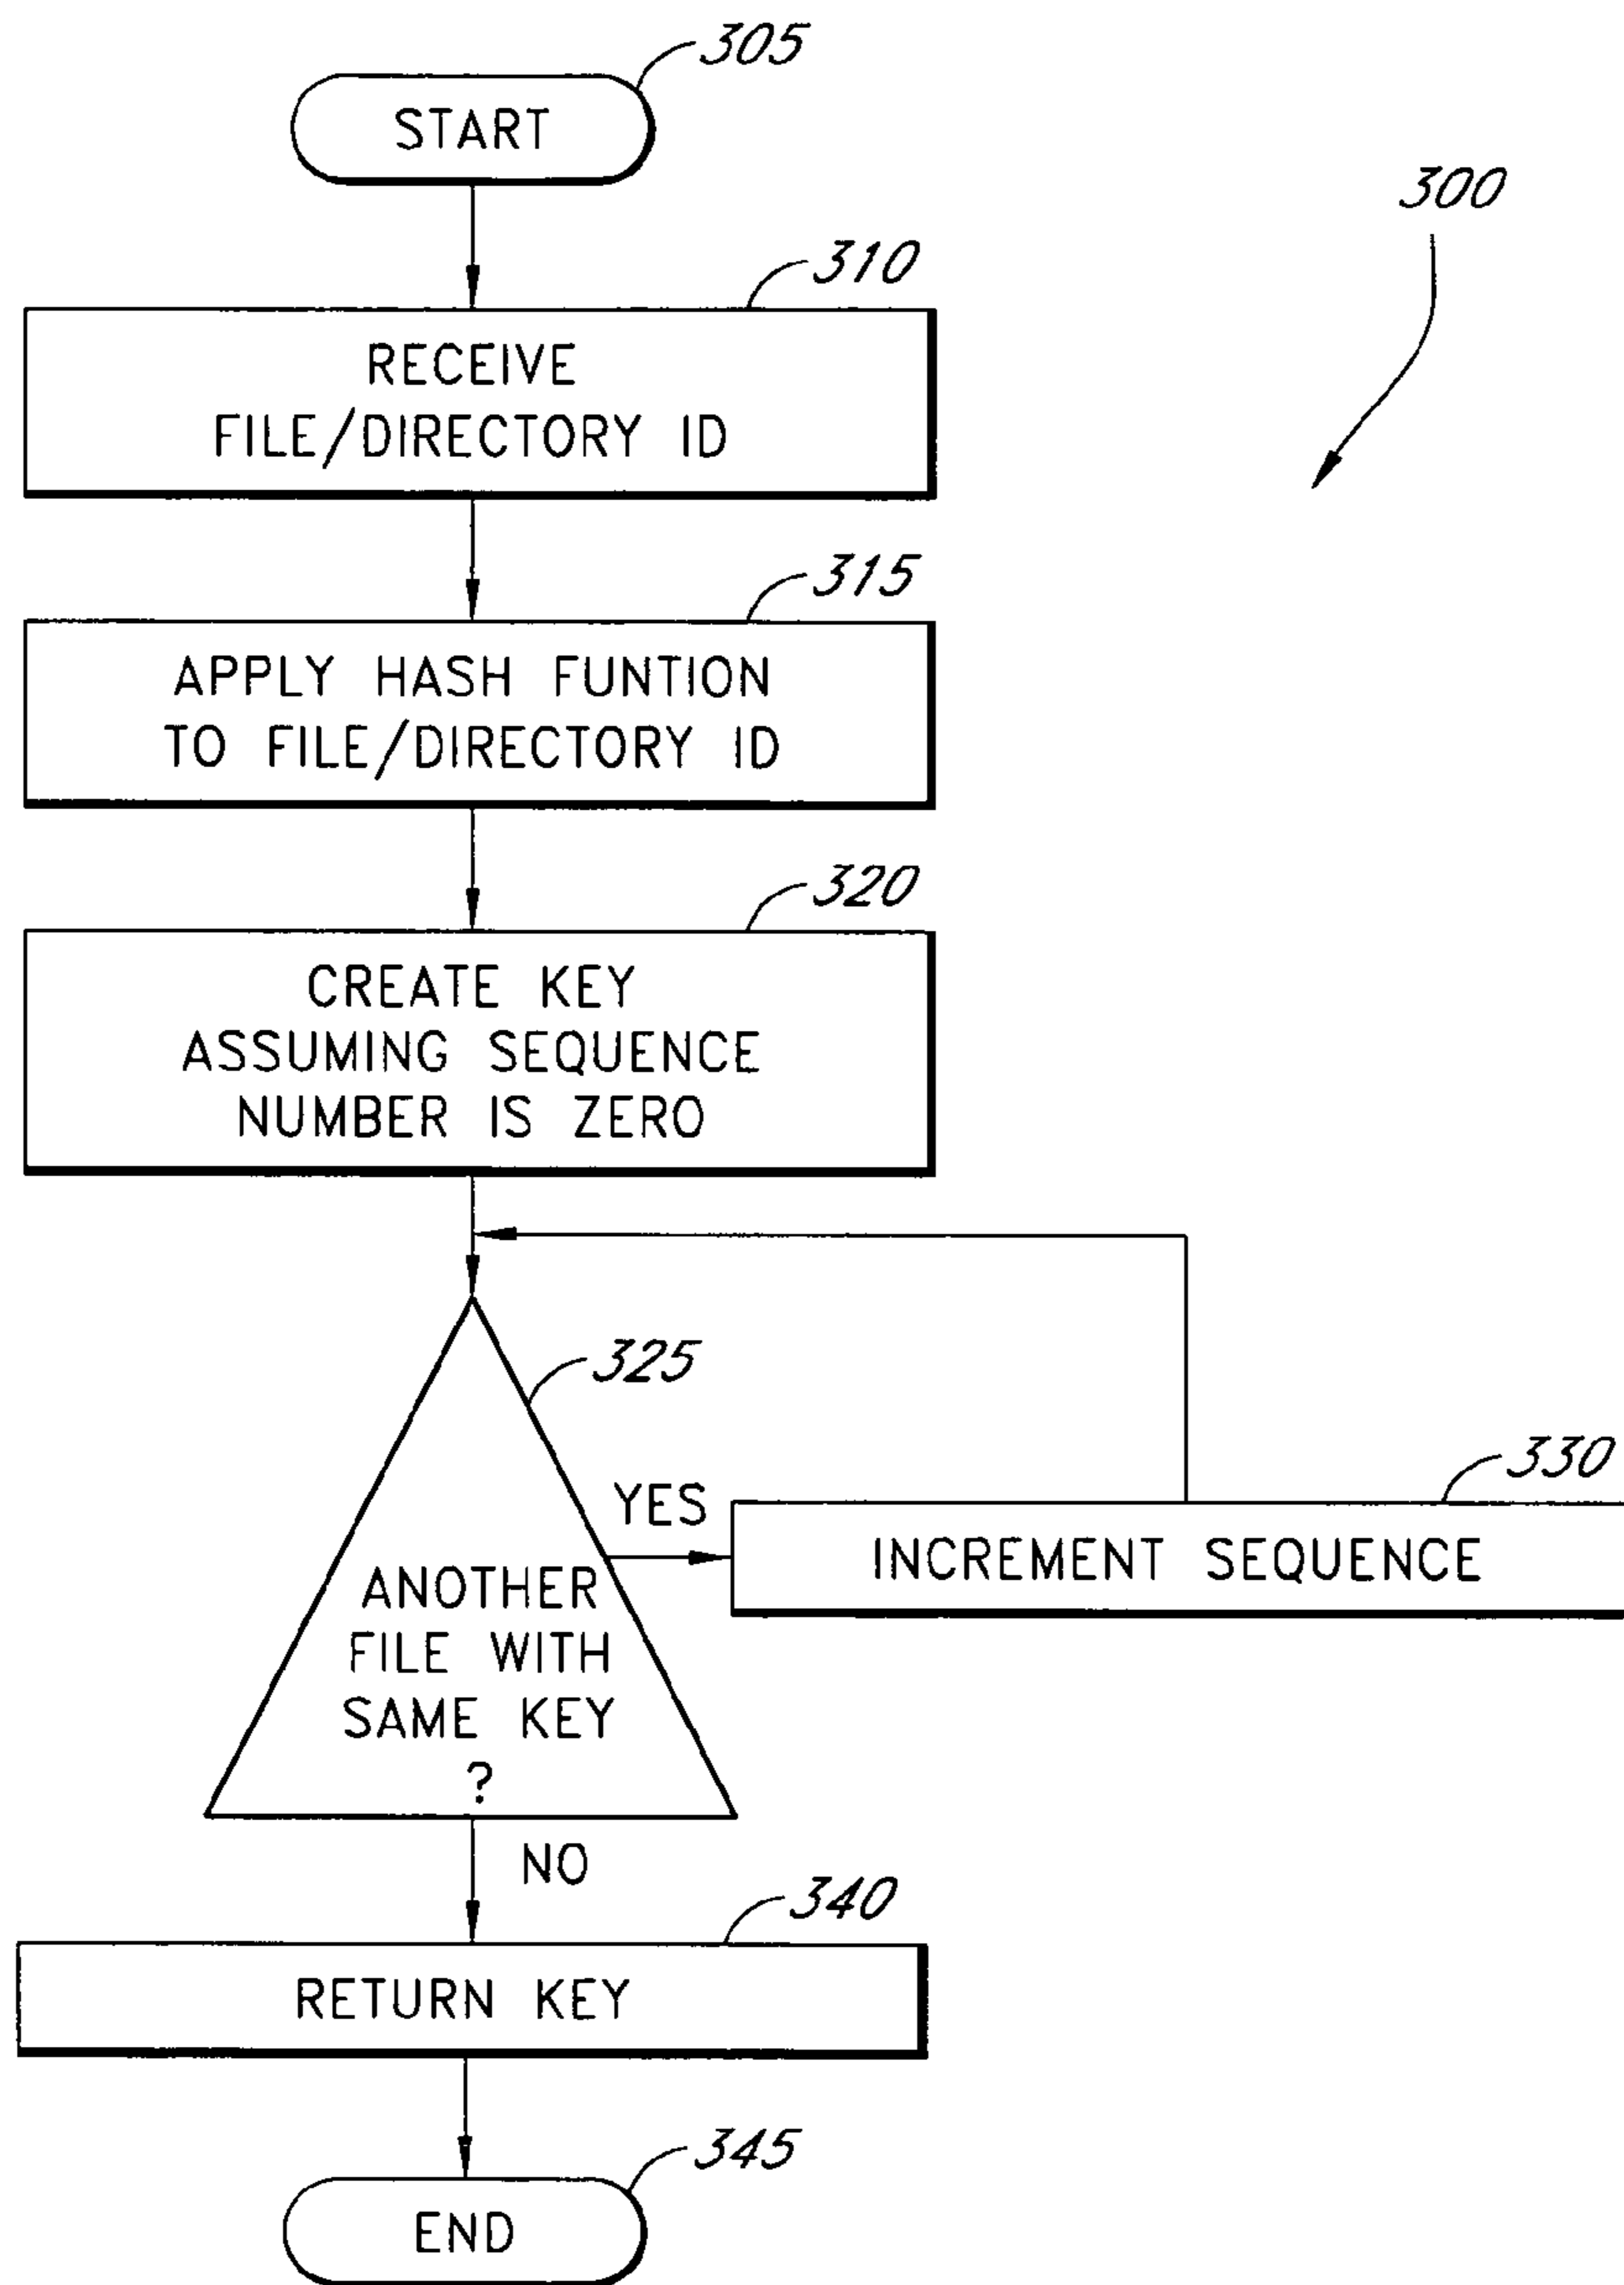 305
START
300
310
RECEIVE
FILE/DIRECTORY ID
315
APPLY HASH FUNTION
TO FILE/DIRECTORY ID
320
CREATE KEY
ASSUMING SEQUENCE
NUMBER IS ZERO
325
YES
330
INCREMENT SEQUENCE
ANOTHER
FILE WITH
SAME KEY
?
NO
340
RETURN KEY
345
END